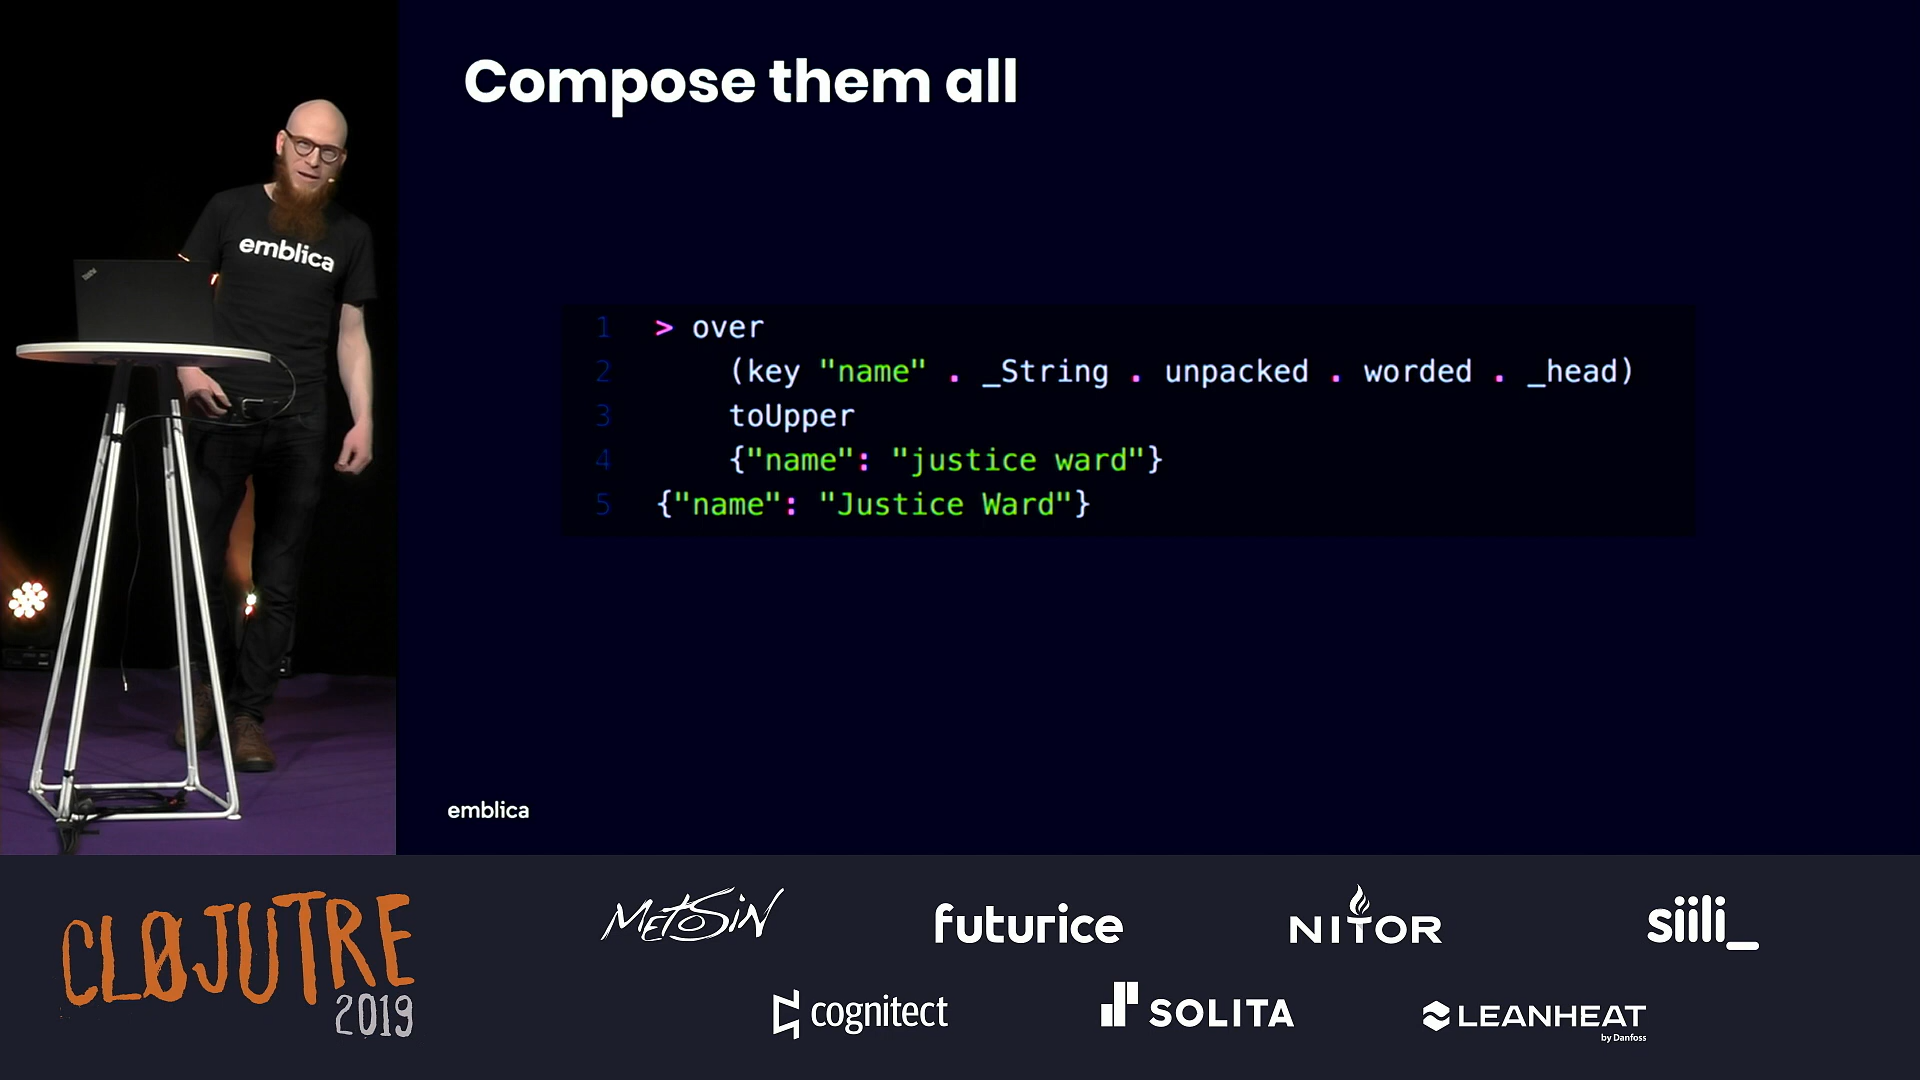 Compose them all
emblica
1 > over
2 (key "name" . _String . unpacked . worded . _head)
3 toUpper
4 {"name": "justice ward"}
5 {"name": "Justice Ward"}
emblica
CLØJUTRE
2019
METOSIN
futurice
NITOR
siili_
cognitect
SOLITA
LEANHEAT
by Danfoss